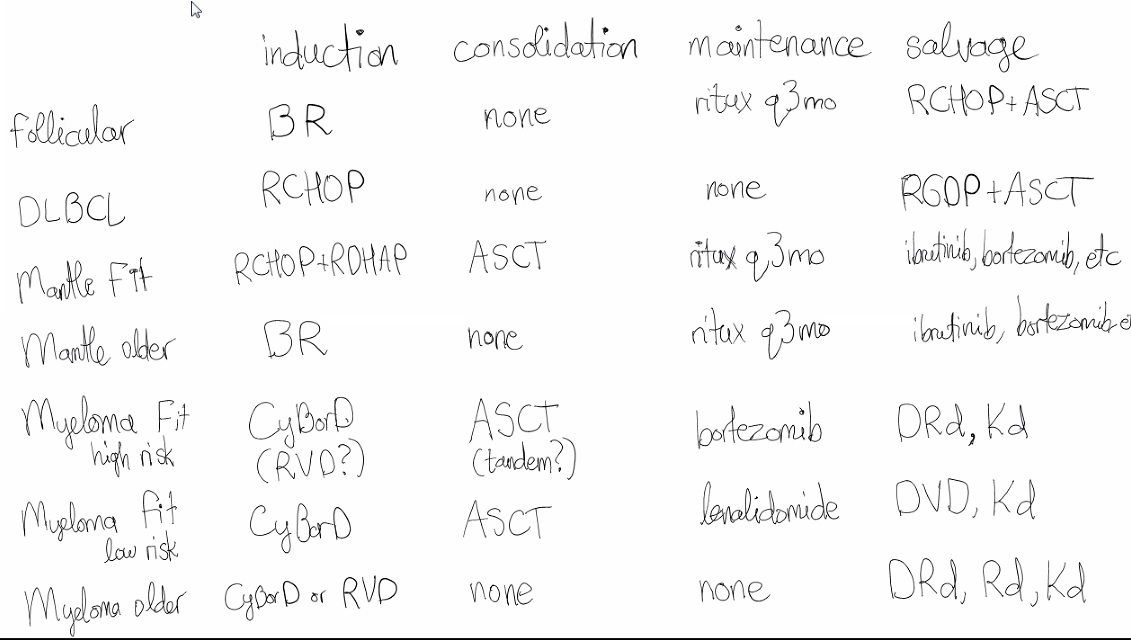 induction consolidation maintenance salvage
follicular BR none ritux q3mo RCHOP+ASCT
DLBCL RCHOP none none RGDP+ASCT
Mantle Fit RCHOP+RDHAP ASCT ritux q3mo ibrutinib, bortezomib, etc
Mantle older BR none ritux q3mo ibrutinib, bortezomib e
Myeloma Fit CyBorD ASCT bortezomib DRd, Kd
high risk (RVD?) (tandem?)
Myeloma Fit CyBorD ASCT lenalidomide DVD, Kd
low risk
Myeloma older CyBorD or RVD none none DRd, Rd, Kd